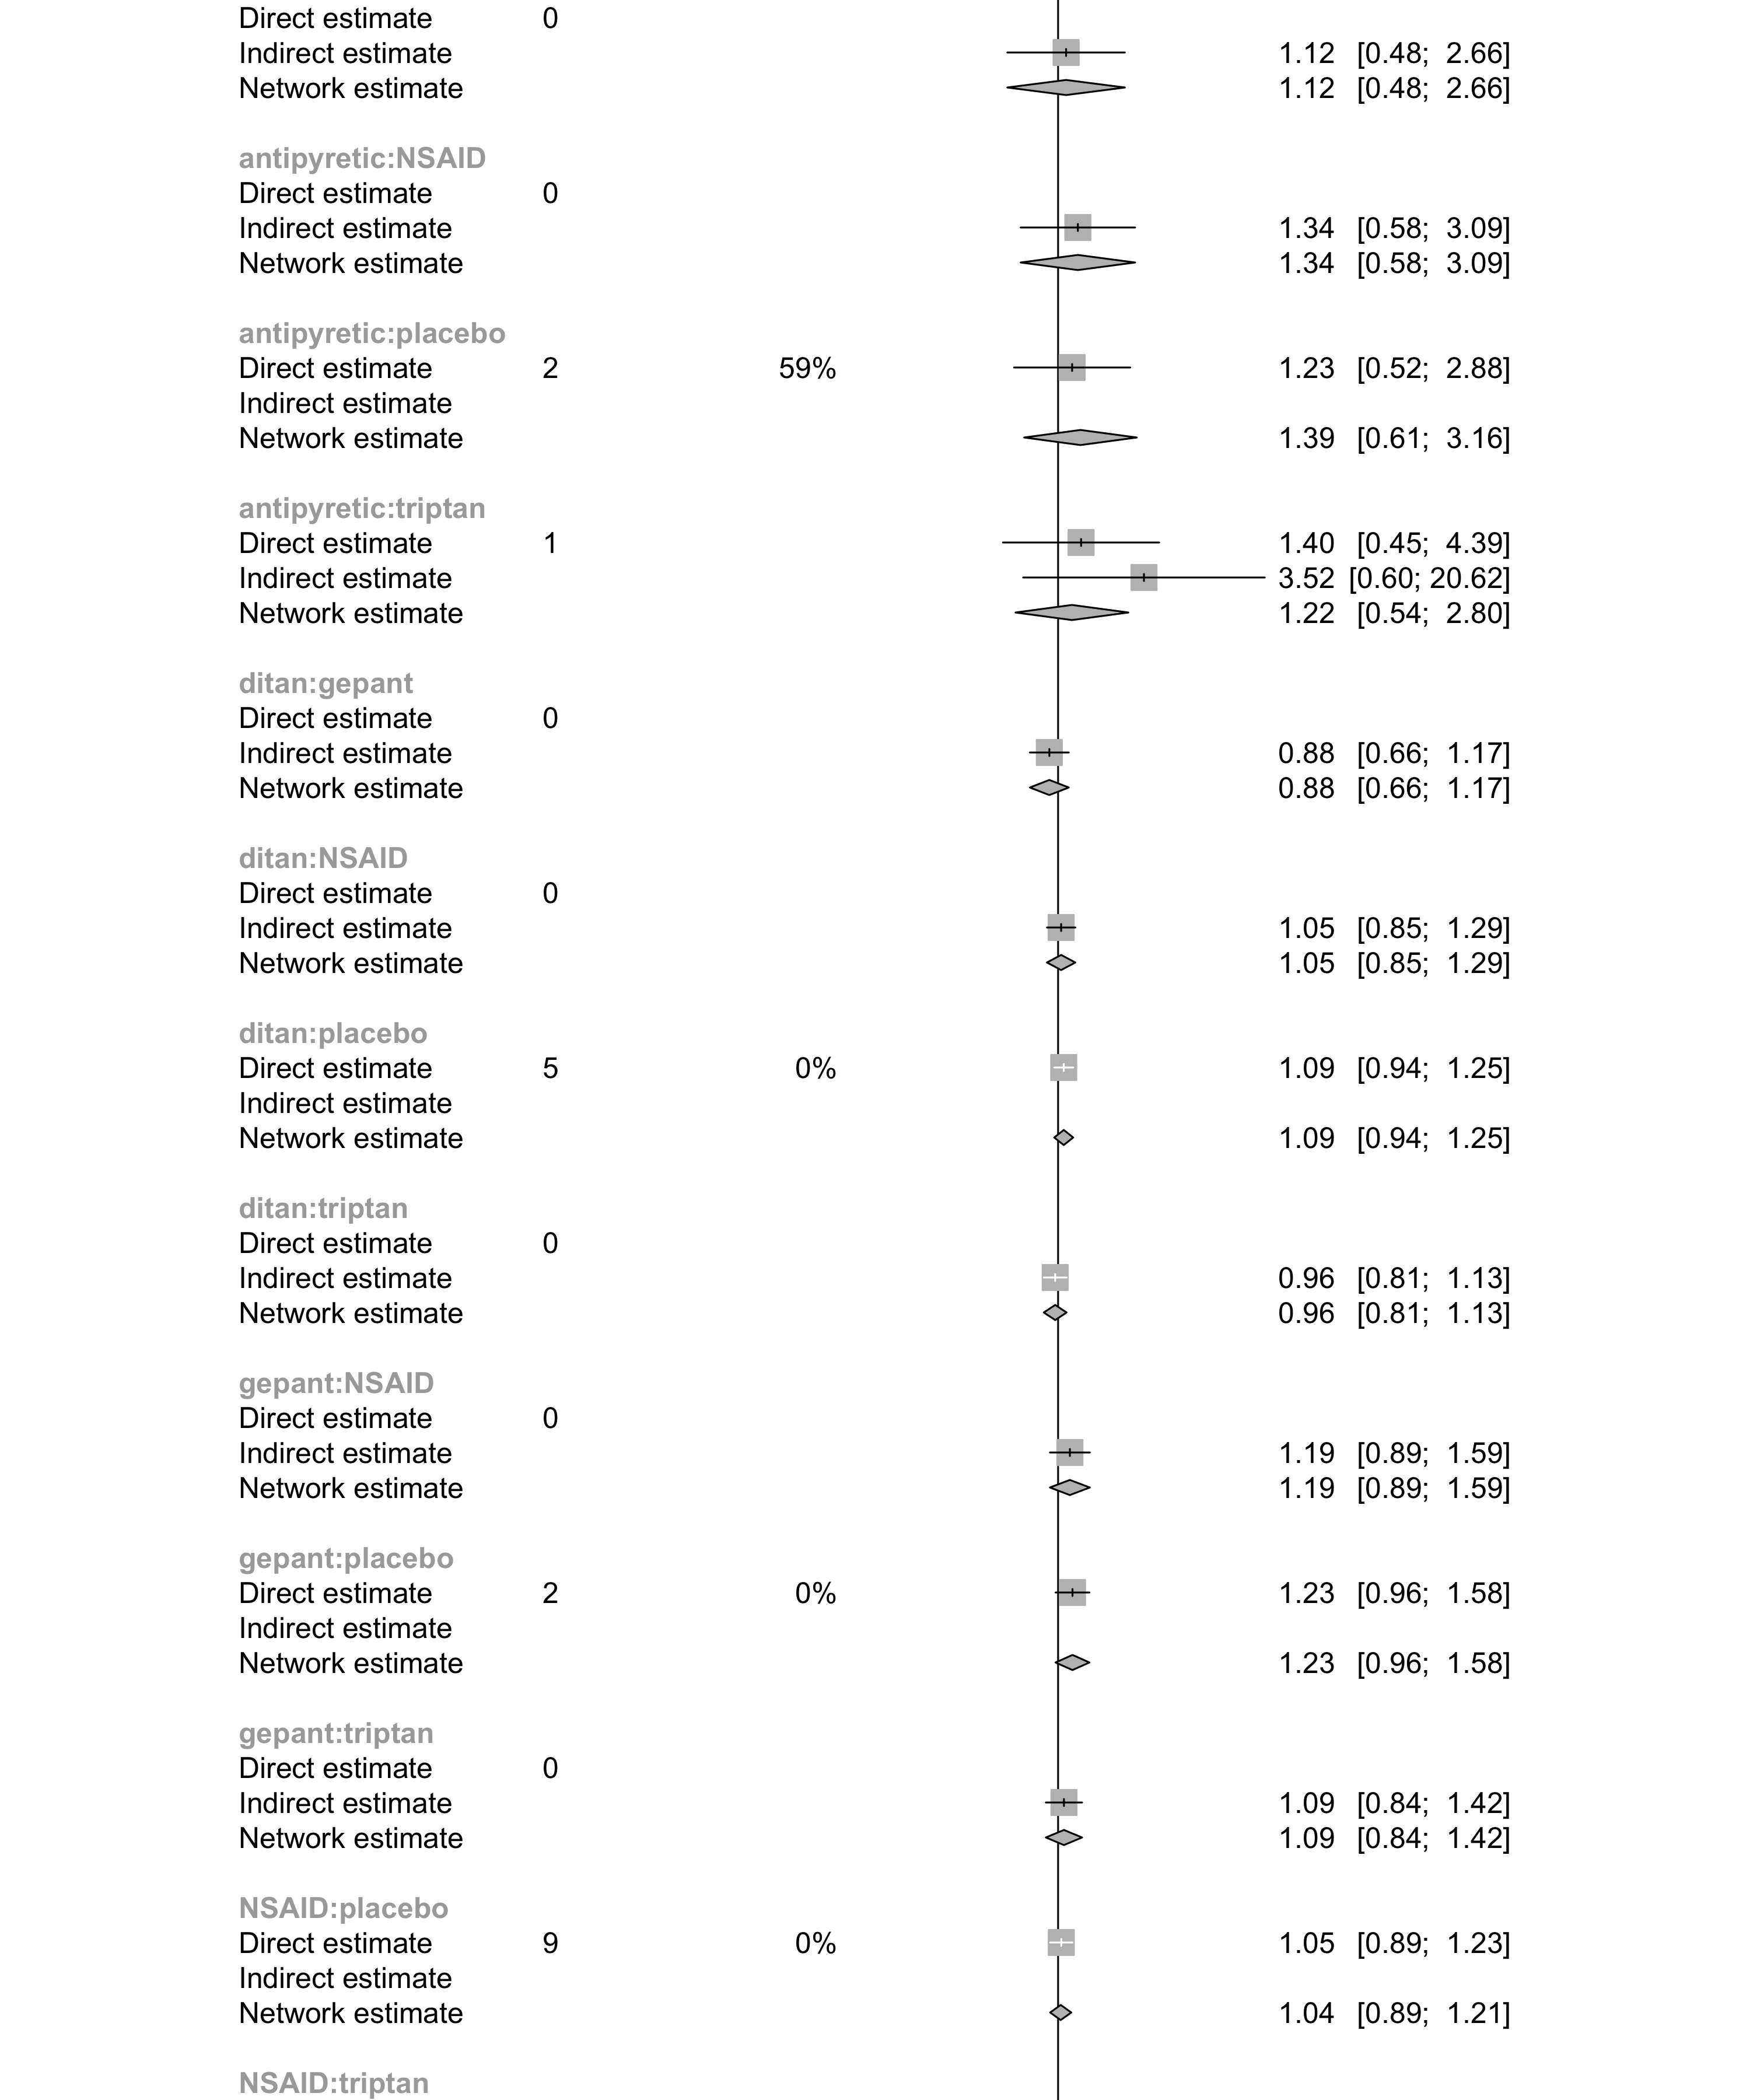 Direct estimate 0
Indirect estimate 1.12 [0.48; 2.66]
Network estimate 1.12 [0.48; 2.66]
antipyretic:NSAID
Direct estimate 0
Indirect estimate 1.34 [0.58; 3.09]
Network estimate 1.34 [0.58; 3.09]
antipyretic:placebo
Direct estimate 2 59% 1.23 [0.52; 2.88]
Indirect estimate
Network estimate 1.39 [0.61; 3.16]
antipyretic:triptan
Direct estimate 1 1.40 [0.45; 4.39]
Indirect estimate 3.52 [0.60; 20.62]
Network estimate 1.22 [0.54; 2.80]
ditan:gepant
Direct estimate 0
Indirect estimate 0.88 [0.66; 1.17]
Network estimate 0.88 [0.66; 1.17]
ditan:NSAID
Direct estimate 0
Indirect estimate 1.05 [0.85; 1.29]
Network estimate 1.05 [0.85; 1.29]
ditan:placebo
Direct estimate 5 0% 1.09 [0.94; 1.25]
Indirect estimate
Network estimate 1.09 [0.94; 1.25]
ditan:triptan
Direct estimate 0
Indirect estimate 0.96 [0.81; 1.13]
Network estimate 0.96 [0.81; 1.13]
gepant:NSAID
Direct estimate 0
Indirect estimate 1.19 [0.89; 1.59]
Network estimate 1.19 [0.89; 1.59]
gepant:placebo
Direct estimate 2 0% 1.23 [0.96; 1.58]
Indirect estimate
Network estimate 1.23 [0.96; 1.58]
gepant:triptan
Direct estimate 0
Indirect estimate 1.09 [0.84; 1.42]
Network estimate 1.09 [0.84; 1.42]
NSAID:placebo
Direct estimate 9 0% 1.05 [0.89; 1.23]
Indirect estimate
Network estimate 1.04 [0.89; 1.21]
NSAID:triptan